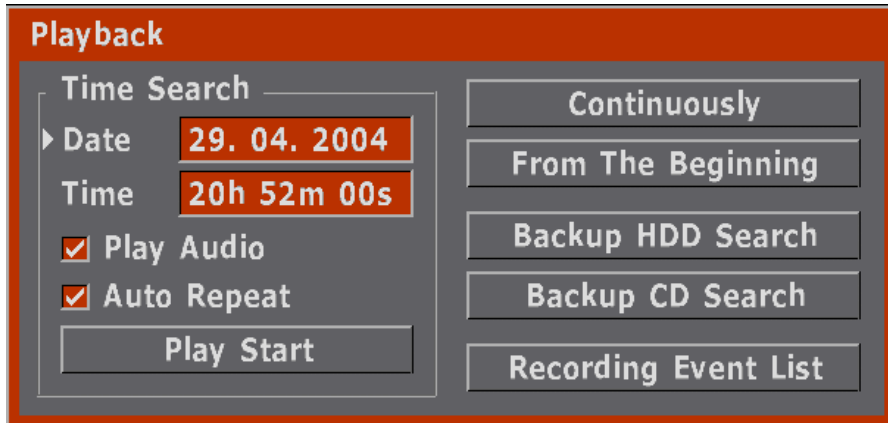 Playback
Time Search
Date 29. 04. 2004
Time 20h 52m 00s
Play Audio
Auto Repeat
Play Start
Continuously
From The Beginning
Backup HDD Search
Backup CD Search
Recording Event List